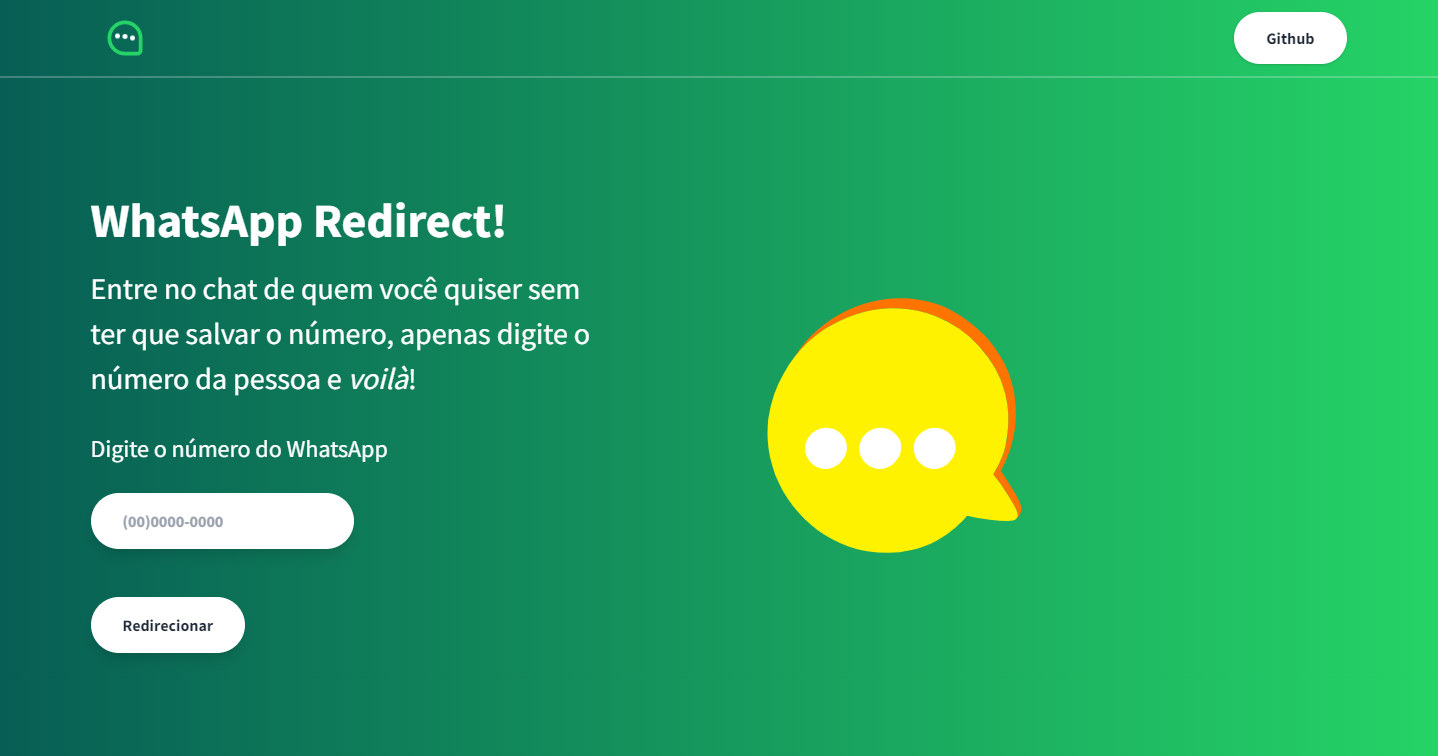 Github
WhatsApp Redirect!
Entre no chat de quem você quiser sem
ter que salvar o número, apenas digite o
número da pessoa e voilà!
Digite o número do WhatsApp
(00)0000-0000
Redirecionar